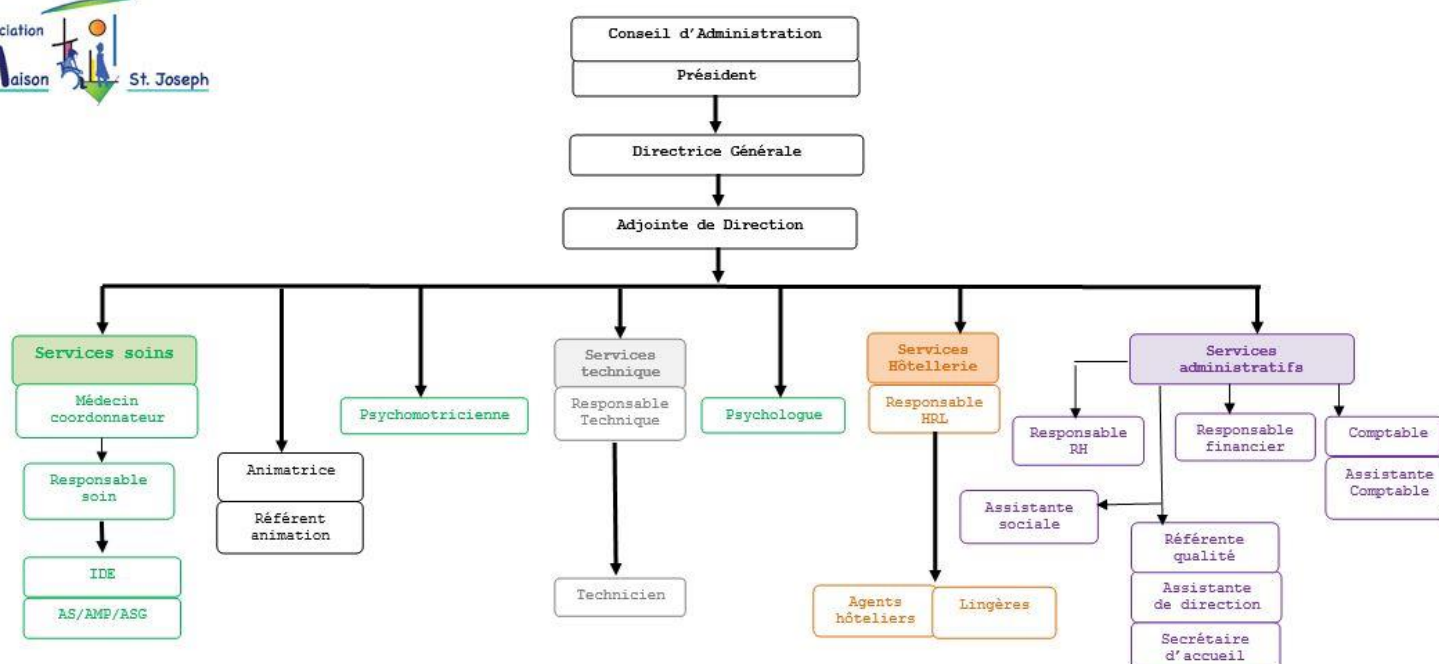 St. Joseph
Conseil d'Administration
Président
Directrice Générale
Adjointe de Direction
Services soins
Médecin
coordonnateur
Responsable
soin
IDE
AS/AMP/ASG
Animatrice
Référent
animation
Psychomotricienne
Services
technique
Responsable
Technique
Technicien
Psychologue
Services
Hôtellerie
Responsable
HRL
Agents
hôteliers
Lingères
Services
administratifs
Responsable
RH
Assistante
sociale
Référente
qualité
Assistante
de direction
Secrétaire
d'accueil
Responsable
financier
Comptable
Assistante
Comptable